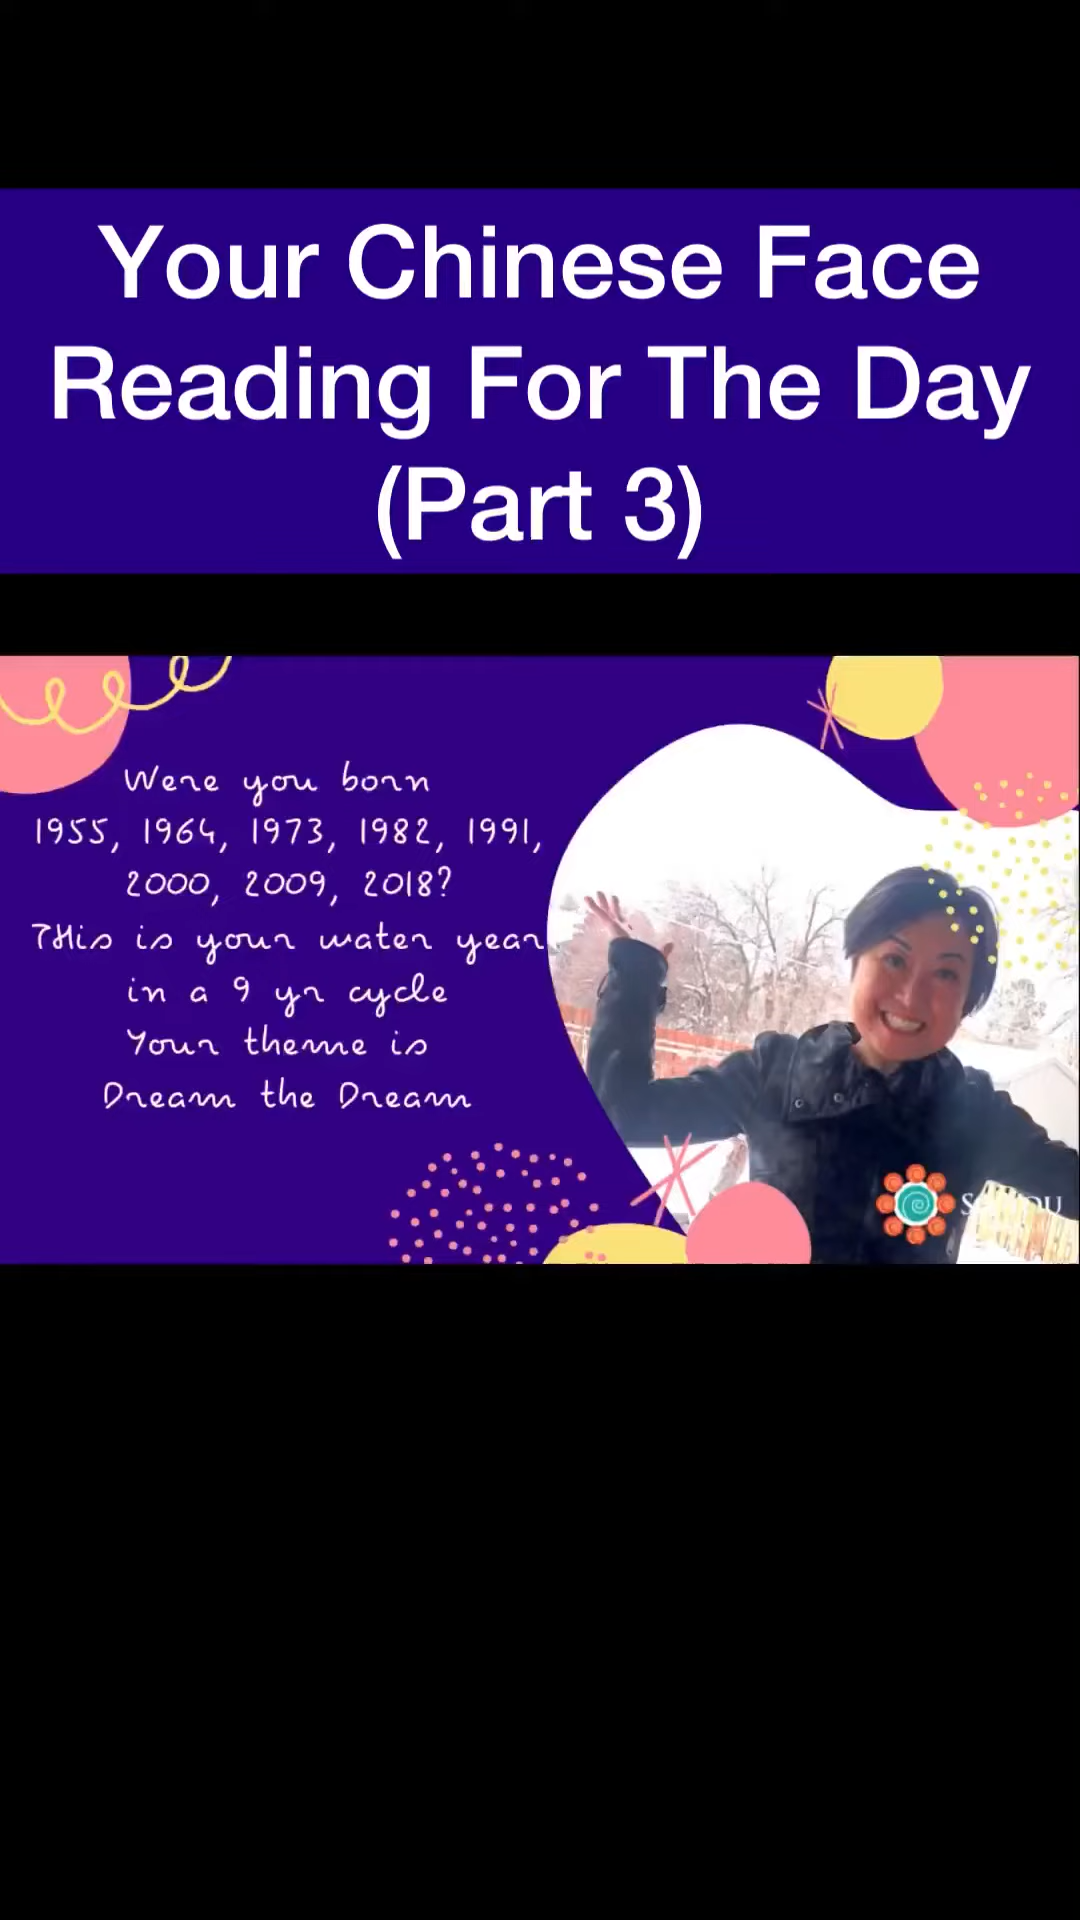 Your Chinese Face
Reading For The Day
(Part 3)
Were you born
1955, 1964, 1973, 1982, 1991,
2000, 2009, 2018?
THis is your water year
in a 9 yr cycle
Your theme is
Dream the Dream